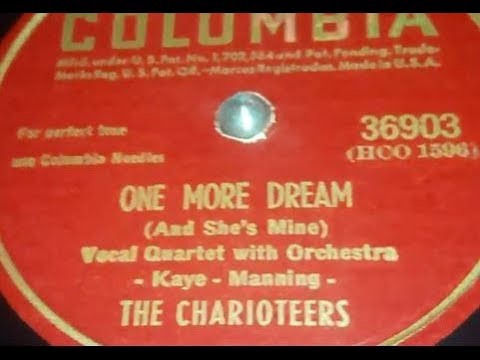 COLUMBIA
Mfd. under U.S. Pat. No. 1,702,564 and Pat. Pending. Trade-
Marks Reg. U.S. Pat. Off.—Marcas Registradas. Made in U.S.A.
For perfect tone
use Columbia Needles
36903
(HCO 1596)
ONE MORE DREAM
(And She's Mine)
Vocal Quartet with Orchestra
- Kaye - Manning -
THE CHARIOTEERS